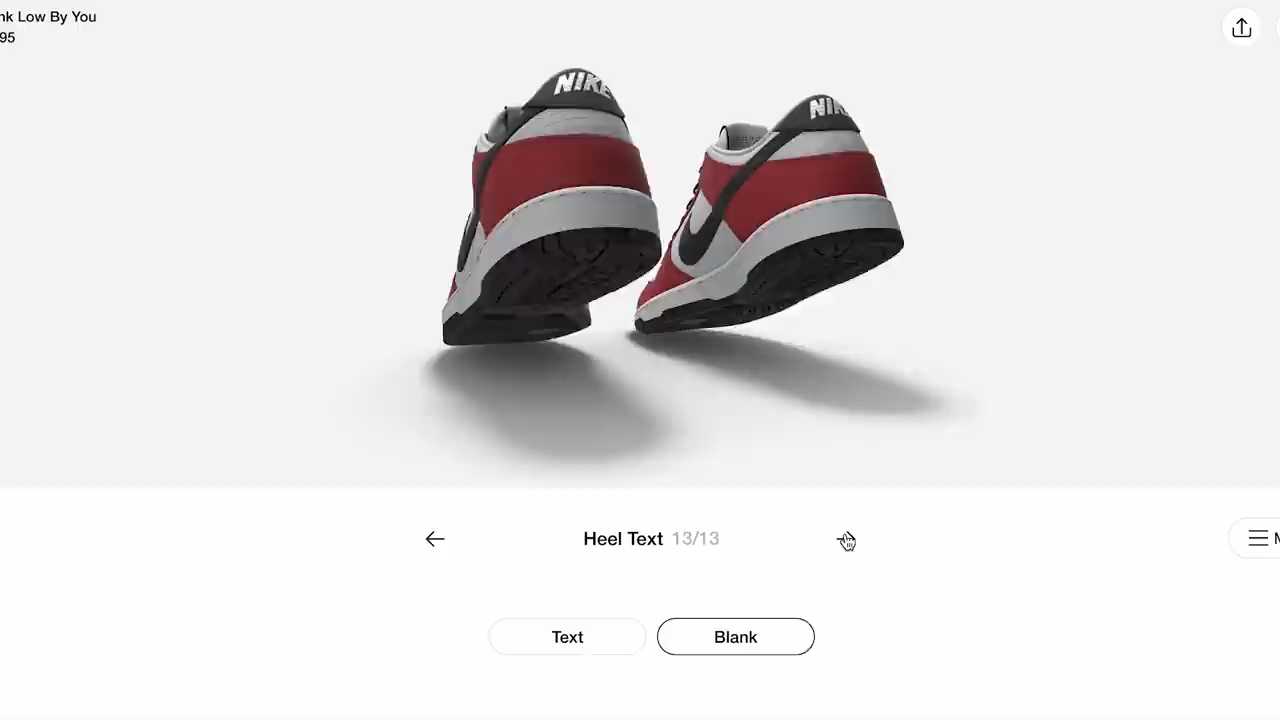 nk Low By You
95
NIKE
NIKE
Heel Text 13/13
M
Text
Blank